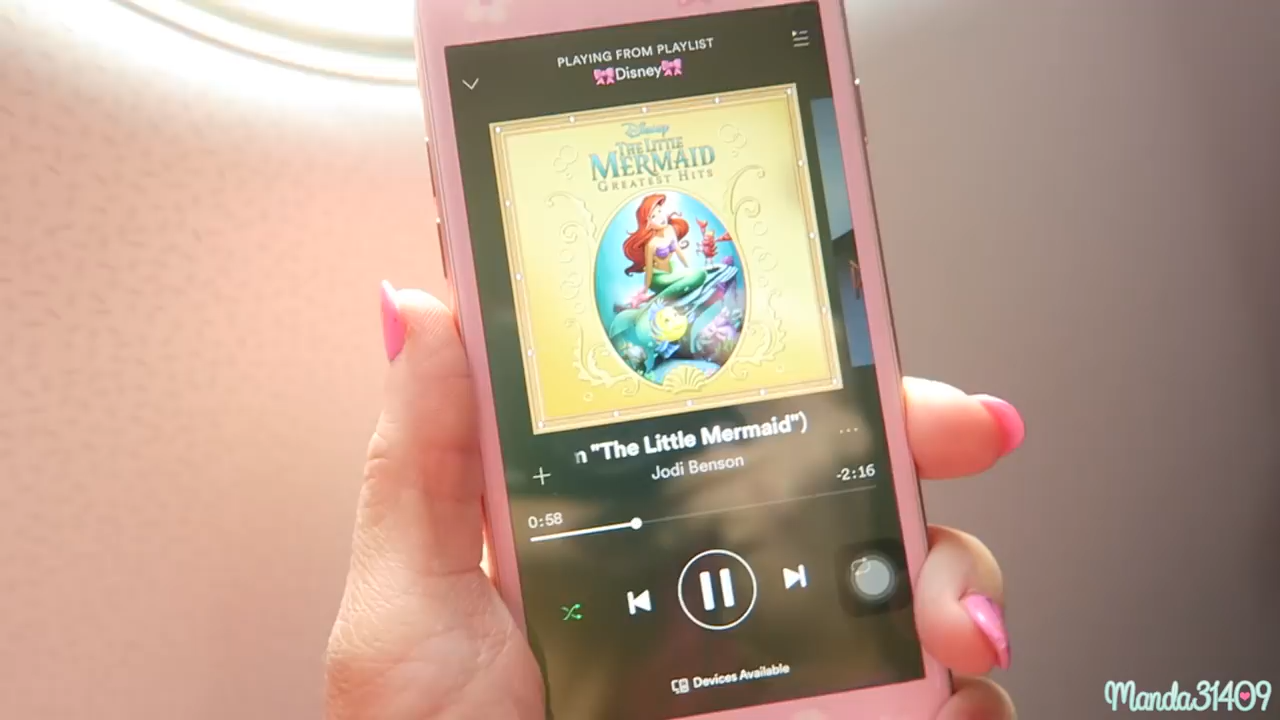 PLAYING FROM PLAYLIST
🎀Disney🎀
Disney
THE LITTLE
MERMAID
GREATEST HITS
n "The Little Mermaid")
Jodi Benson
0:58
-2:16
Devices Available
Manda31409